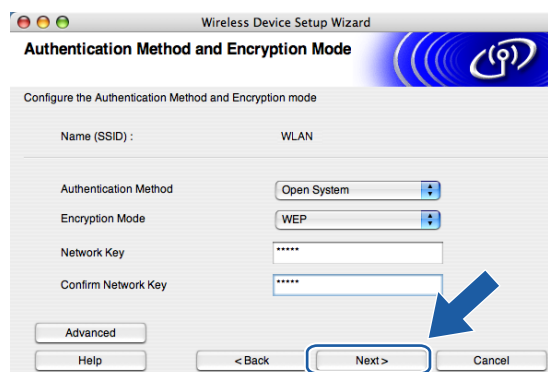 Wireless Device Setup Wizard
Authentication Method and Encryption Mode
Configure the Authentication Method and Encryption mode
Name (SSID) : WLAN
Authentication Method Open System
Encryption Mode WEP
Network Key *****
Confirm Network Key *****
Advanced
Help < Back Next > Cancel